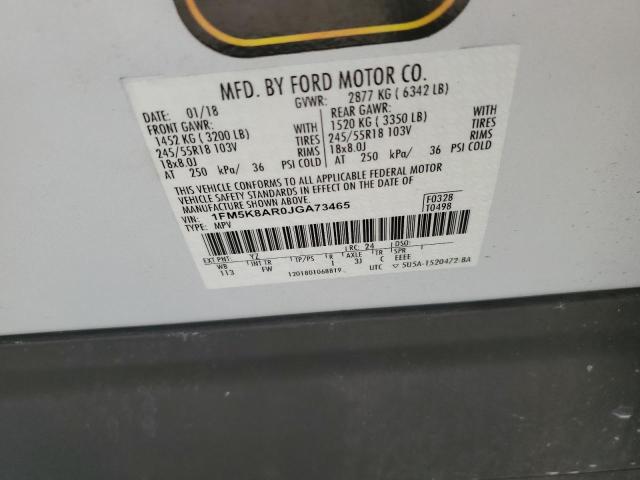 MFD. BY FORD MOTOR CO.
DATE: 01/18 GVWR: 2877 KG ( 6342 LB)
FRONT GAWR: REAR GAWR:
1452 KG ( 3200 LB) WITH 1520 KG ( 3350 LB) WITH
245/55R18 103V TIRES 245/55R18 103V TIRES
18x8.0J RIMS 18x8.0J RIMS
AT 250 kPa/ 36 PSI COLD AT 250 kPa/ 36 PSI COLD
THIS VEHICLE CONFORMS TO ALL APPLICABLE FEDERAL MOTOR
VEHICLE SAFETY STANDARDS IN EFFECT ON THE DATE OF
MANUFACTURE SHOWN ABOVE.
VIN: 1FM5K8AR0JGA73465 F0328
TYPE: MPV T0498
EXT PNT: YZ RC: 24 DSO:
WB INT TR TP/PS R AXLE TR SPR
113 FW I 3J C EEEE
1201801068819 UTC 5U5A-1520472-BA